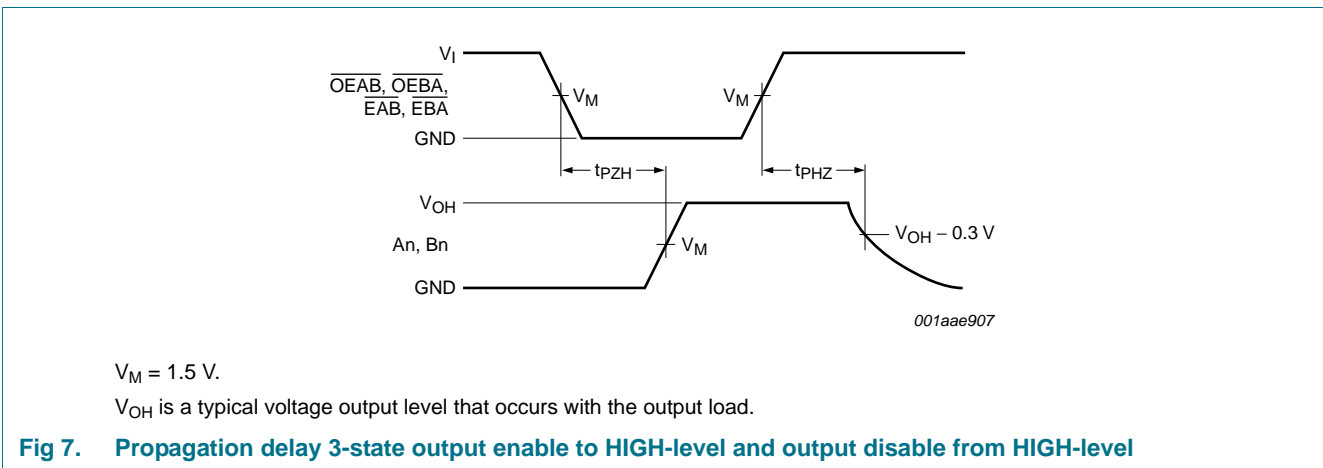 VI
OEAB, OEBA,
EAB, EBA
VM
VM
GND
tPZH
tPHZ
VOH
An, Bn
VM
VOH − 0.3 V
GND
001aae907
VM = 1.5 V.
VOH is a typical voltage output level that occurs with the output load.
Fig 7. Propagation delay 3-state output enable to HIGH-level and output disable from HIGH-level